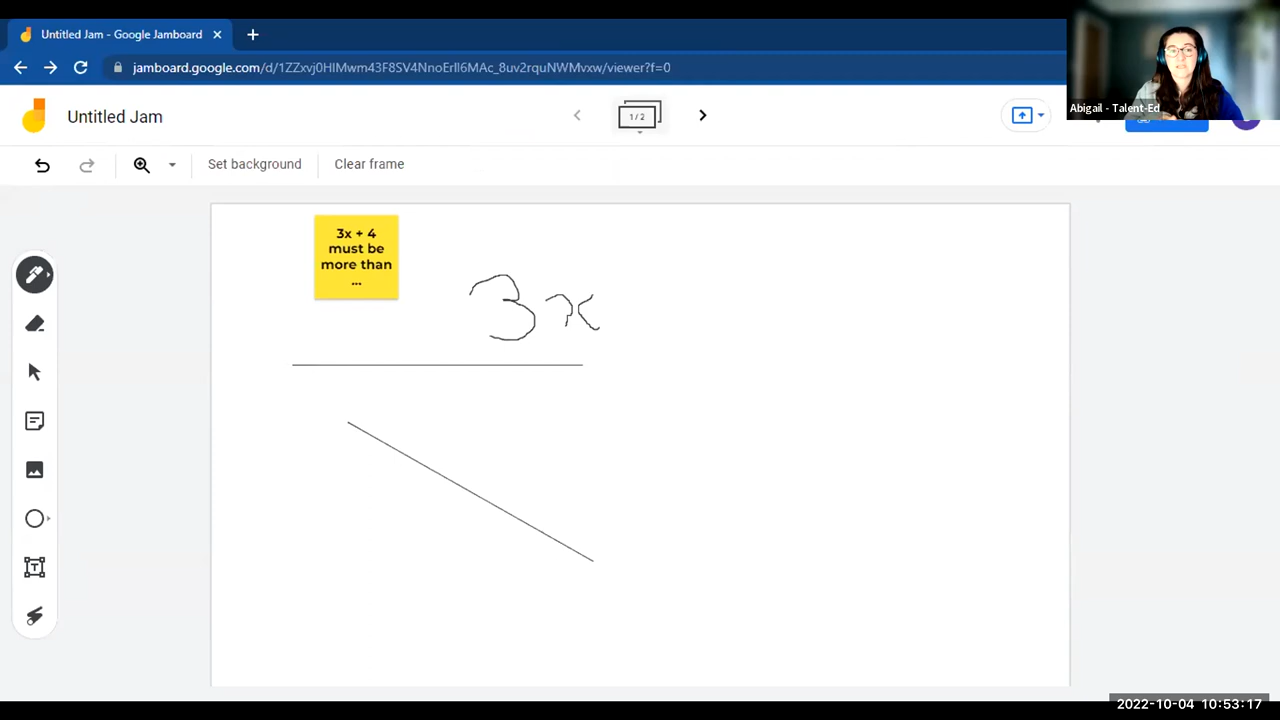 Untitled Jam - Google Jamboard
jamboard.google.com/d/1ZZxvj0HIMwm43F8SV4NnoErII6MAc_8uv2rquNWMvxw/viewer?f=0
Abigail - Talent-Ed
Untitled Jam
1 / 2
Set background
Clear frame
3x + 4
must be
more than
...
3x
2022-10-04 10:53:17